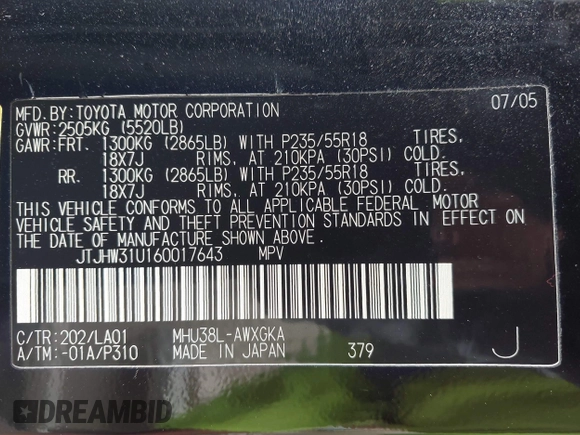 MFD.BY:TOYOTA MOTOR CORPORATION 07/05
GVWR:2505KG (5520LB)
GAWR:FRT. 1300KG (2865LB) WITH P235/55R18 TIRES,
18X7J RIMS, AT 210KPA (30PSI) COLD.
RR. 1300KG (2865LB) WITH P235/55R18 TIRES,
18X7J RIMS, AT 210KPA (30PSI) COLD.
THIS VEHICLE CONFORMS TO ALL APPLICABLE FEDERAL MOTOR
VEHICLE SAFETY AND THEFT PREVENTION STANDARDS IN EFFECT ON
THE DATE OF MANUFACTURE SHOWN ABOVE.
JTJHW31U160017643 MPV
C/TR:202/LA01 MHU38L-AWXGKA
A/TM:-01A/P310 MADE IN JAPAN 379 J
DREAMBID